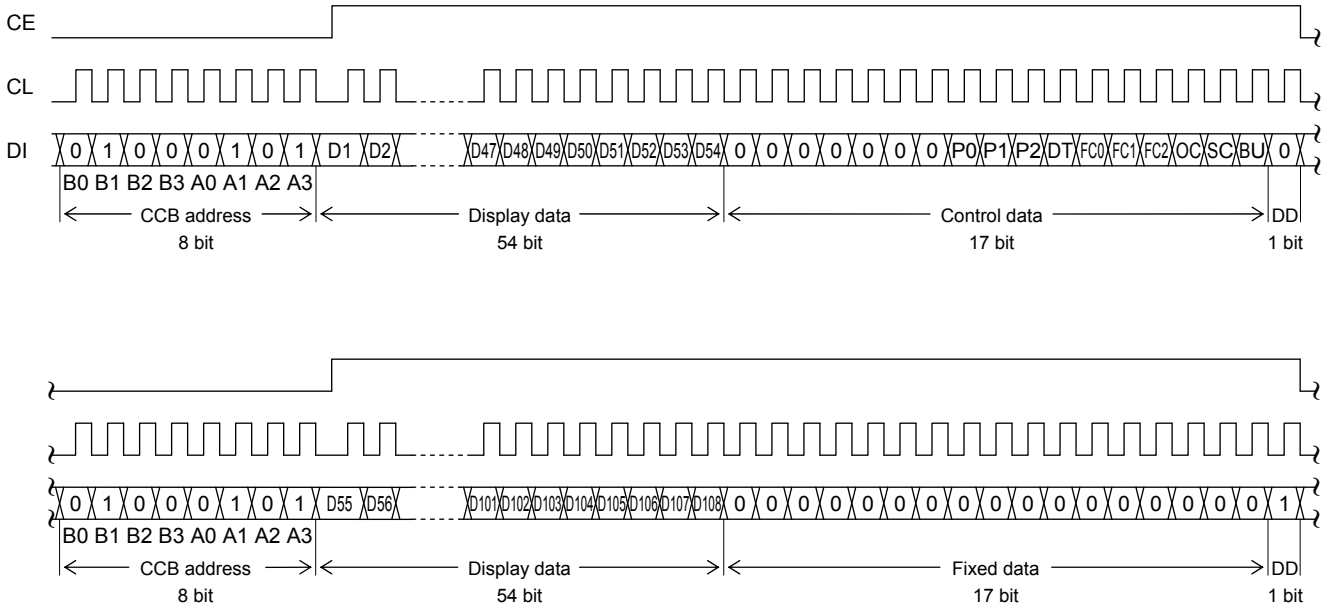 CE
CL
DI 0 1 0 0 0 1 0 1 D1 D2 D47 D48 D49 D50 D51 D52 D53 D54 0 0 0 0 0 0 0 P0 P1 P2 DT FC0 FC1 FC2 OC SC BU 0
B0 B1 B2 B3 A0 A1 A2 A3
CCB address Display data Control data DD
8 bit 54 bit 17 bit 1 bit
0 1 0 0 0 1 0 1 D55 D56 D101 D102 D103 D104 D105 D106 D107 D108 0 0 0 0 0 0 0 0 0 0 0 0 0 0 0 0 0 1
B0 B1 B2 B3 A0 A1 A2 A3
CCB address Display data Fixed data DD
8 bit 54 bit 17 bit 1 bit